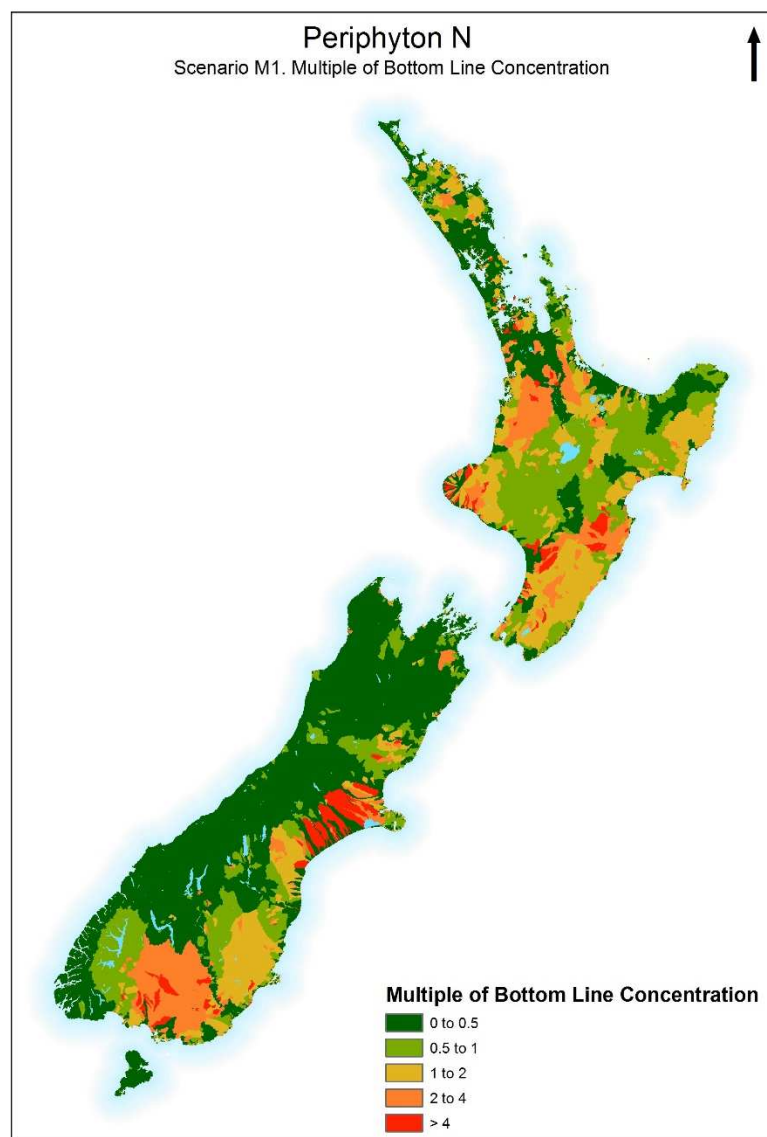 Periphyton N
Scenario M1. Multiple of Bottom Line Concentration
Multiple of Bottom Line Concentration
0 to 0.5
0.5 to 1
1 to 2
2 to 4
> 4